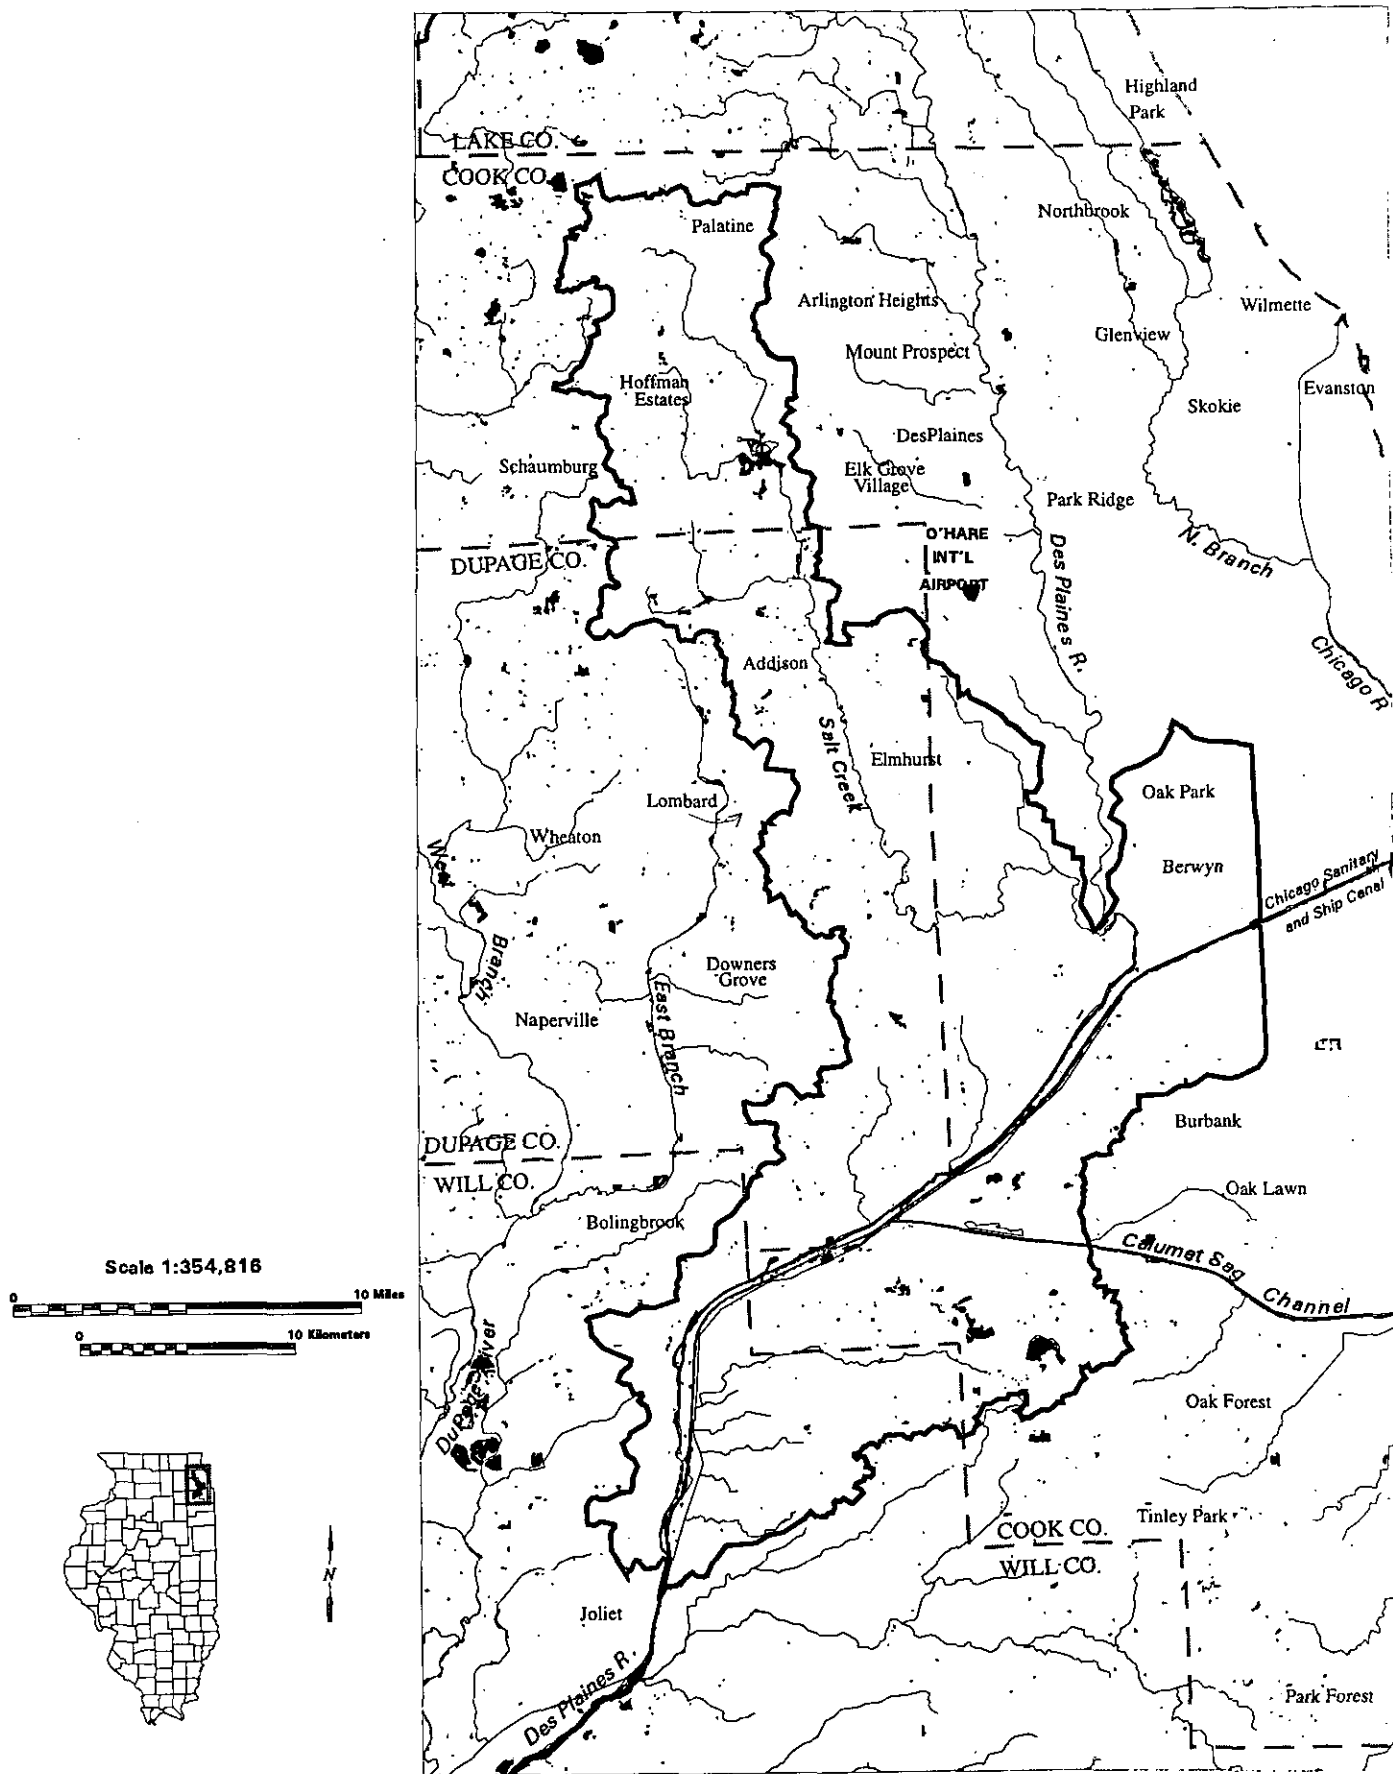 Highland
Park
LAKE CO.
COOK CO.
Northbrook
Palatine
Arlington Heights
Wilmette
Glenview
Mount Prospect
Hoffman
Estates
Evanston
Skokie
DesPlaines
Schaumburg
Elk Grove
Village
Park Ridge
O'HARE
INT'L
AIRPORT
N. Branch
DUPAGE CO.
Des Plaines R.
Chicago R
Addison
Salt Creek
Elmhurst
Oak Park
Lombard
Wheaton
West
Branch
Berwyn
Chicago Sanitary
and Ship Canal
Downers
Grove
East Branch
Naperville
Burbank
DUPAGE CO.
WILL CO.
Oak Lawn
Bolingbrook
Calumet Sag
Channel
Scale 1:354,816
0 10 Miles
0 10 Kilometers
DuPage River
Oak Forest
N
Tinley Park
COOK CO.
WILL CO.
Joliet
Des Plaines R.
Park Forest